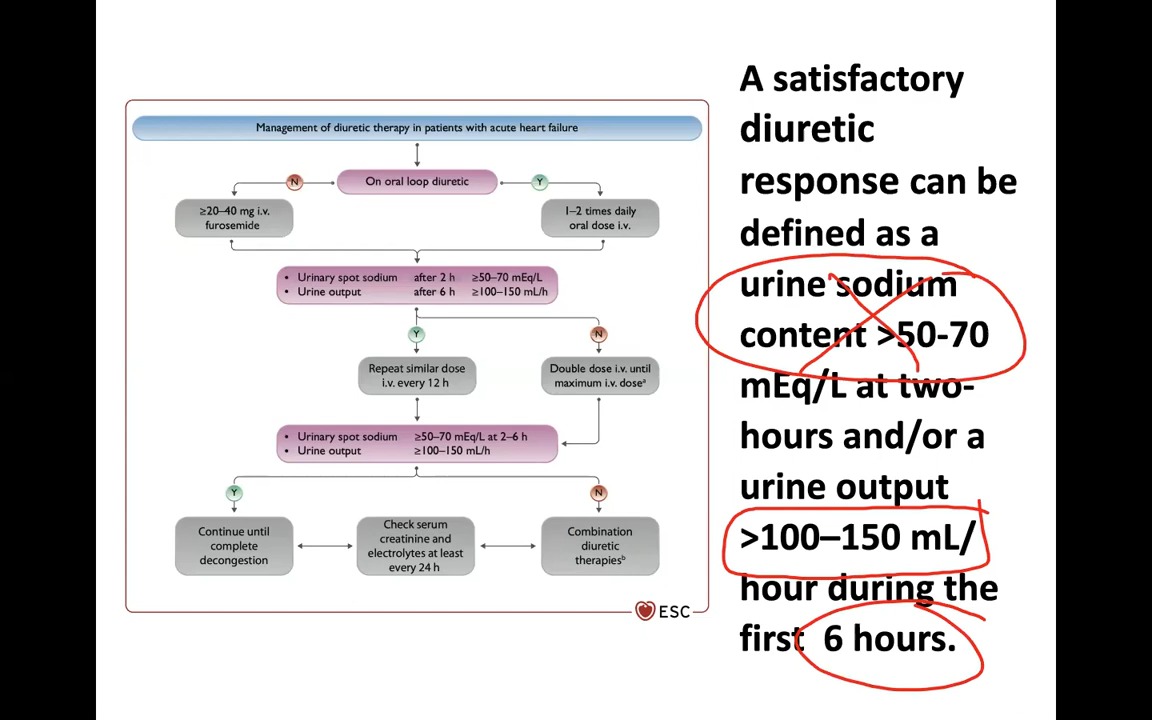 Management of diuretic therapy in patients with acute heart failure
N
On oral loop diuretic
Y
≥20–40 mg i.v.
furosemide
1–2 times daily
oral dose i.v.
• Urinary spot sodium after 2 h ≥50–70 mEq/L
• Urine output after 6 h ≥100–150 mL/h
Y
N
Repeat similar dose
i.v. every 12 h
Double dose i.v. until
maximum i.v. doseᵃ
• Urinary spot sodium ≥50–70 mEq/L at 2–6 h
• Urine output ≥100–150 mL/h
Y
N
Continue until
complete
decongestion
Check serum
creatinine and
electrolytes at least
every 24 h
Combination
diuretic
therapiesᵇ
ESC
A satisfactory
diuretic
response can be
defined as a
urine sodium
content >50-70
mEq/L at two-
hours and/or a
urine output
>100–150 mL/
hour during the
first 6 hours.